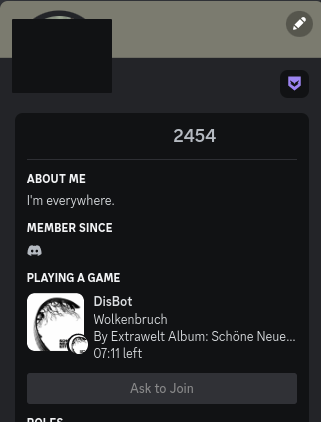 2454
ABOUT ME
I'm everywhere.
MEMBER SINCE
PLAYING A GAME
DisBot
Wolkenbruch
By Extrawelt Album: Schöne Neue...
07:11 left
Ask to Join
ROLES